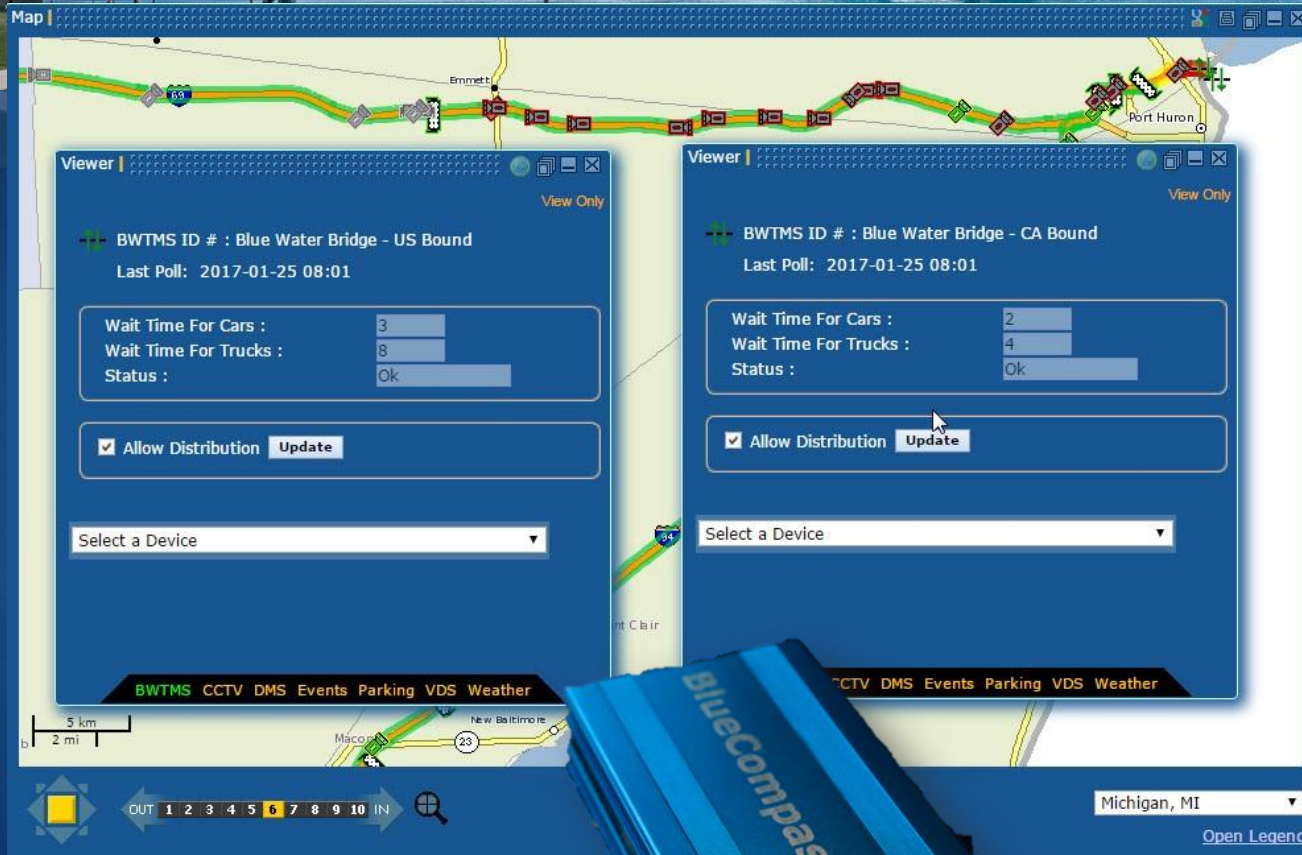 Map
69
Emmett
Port Huron
Viewer
View Only
BWTMS ID # : Blue Water Bridge - US Bound
Last Poll: 2017-01-25 08:01
Wait Time For Cars : 3
Wait Time For Trucks : 8
Status : Ok
Allow Distribution Update
Select a Device
BWTMS CCTV DMS Events Parking VDS Weather
Viewer
View Only
BWTMS ID # : Blue Water Bridge - CA Bound
Last Poll: 2017-01-25 08:01
Wait Time For Cars : 2
Wait Time For Trucks : 4
Status : Ok
Allow Distribution Update
Select a Device
CCTV DMS Events Parking VDS Weather
94
nt Clair
5 km
2 mi
New Baltimore
Macom
23
BlueCompas
OUT 1 2 3 4 5 6 7 8 9 10 IN
Michigan, MI
Open Legend